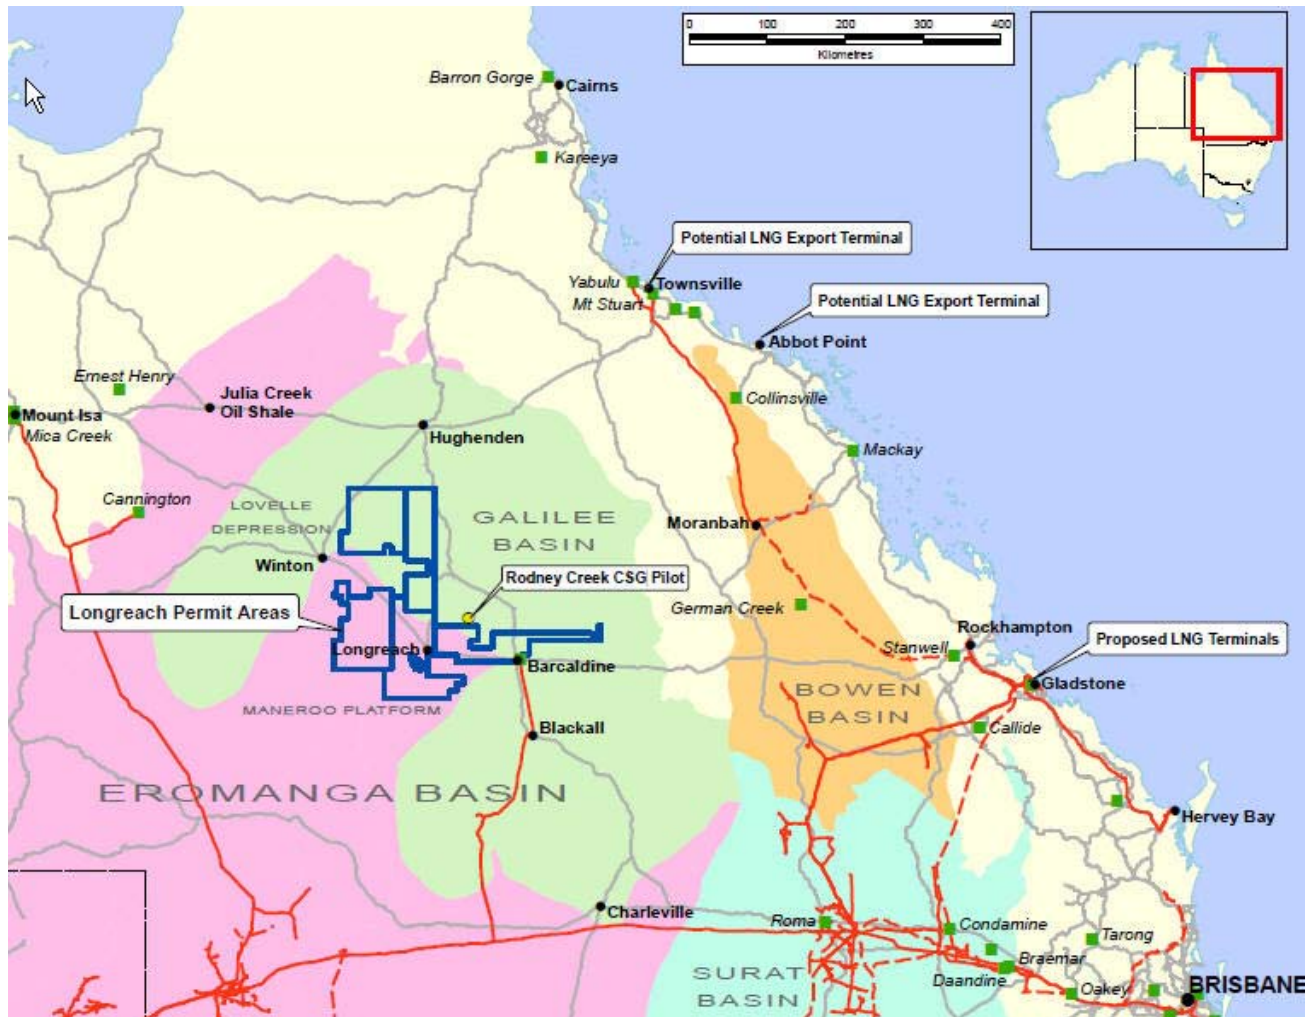 0 100 200 300 400
Kilometres
Barron Gorge
Cairns
Kareeya
Potential LNG Export Terminal
Yabulu
Townsville
Mt Stuart
Potential LNG Export Terminal
Abbot Point
Ernest Henry
Julia Creek
Oil Shale
Collinsville
Mount Isa
Mica Creek
Hughenden
Mackay
Cannington
LOVELLE
DEPRESSION
GALILEE
BASIN
Moranbah
Winton
Rodney Creek CSG Pilot
Longreach Permit Areas
German Creek
Rockhampton
Proposed LNG Terminals
Stanwell
Longreach
Barcaldine
Gladstone
BOWEN
BASIN
MANEROO PLATFORM
Blackall
Callide
EROMANGA BASIN
Hervey Bay
Charleville
Roma
Condamine
Tarong
Braemar
SURAT
BASIN
Daandine
Oakey
BRISBANE